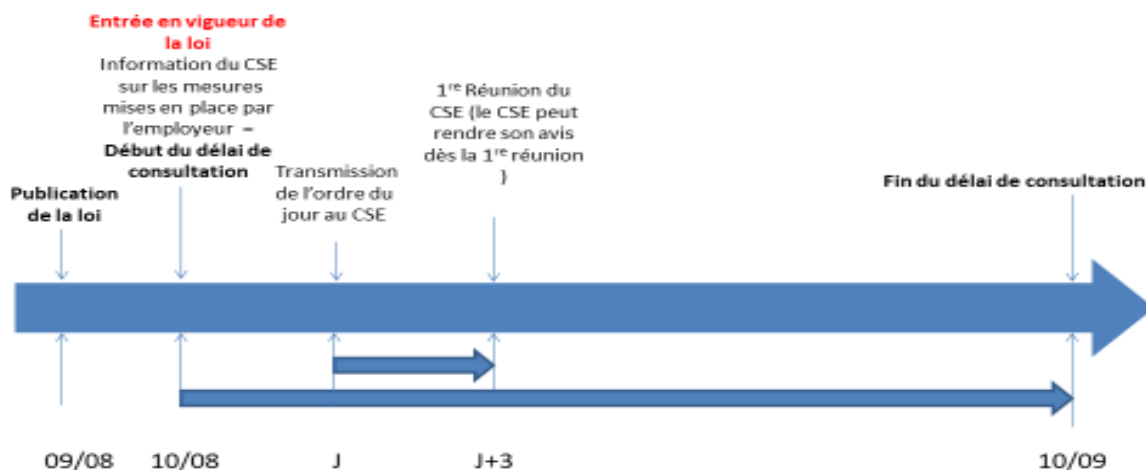 Entrée en vigueur de
la loi
Information du CSE
sur les mesures
mises en place par
l'employeur –
Début du délai de
consultation
Publication
de la loi
Transmission
de l'ordre du
jour au CSE
1re Réunion du
CSE (le CSE peut
rendre son avis
dès la 1re réunion
)
Fin du délai de consultation
09/08
10/08
J
J+3
10/09